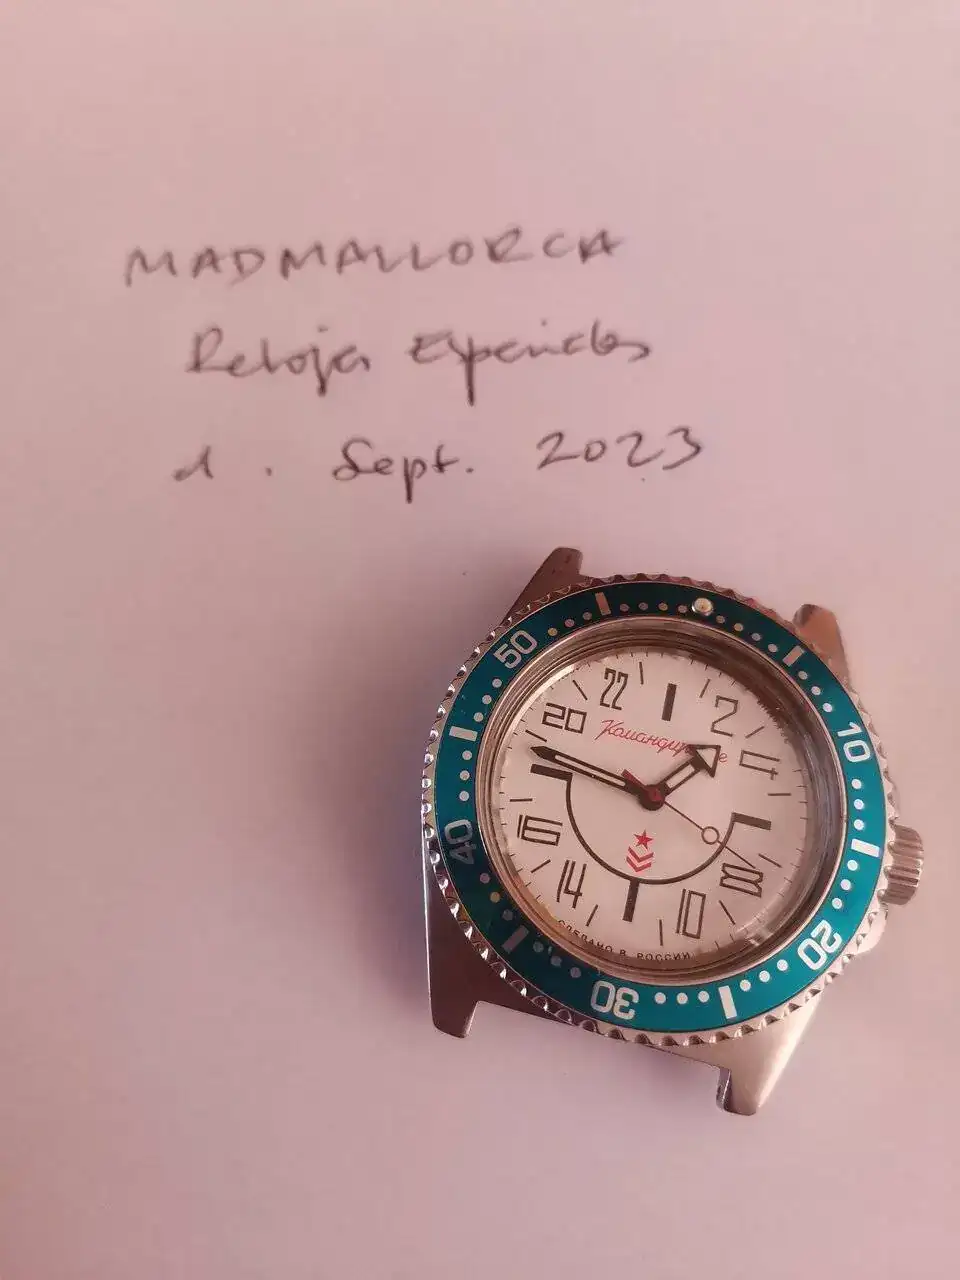 MADMALLORCA
Relojes Especiales
1. Sept. 2023
50
10
40
20
30
22
2
20
4
Командирские
16
8
14
10
СДЕЛАНО В РОССИИ